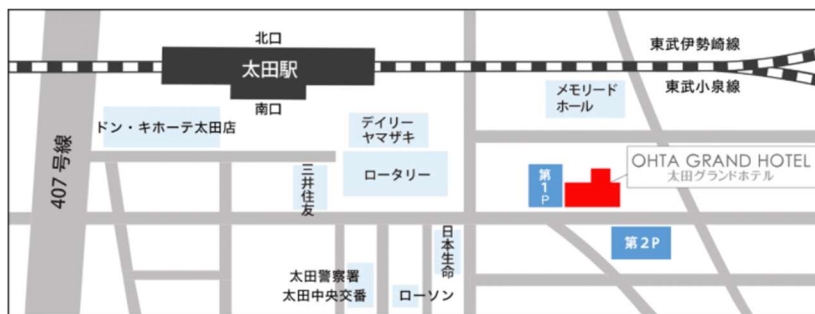 北口
太田駅
南口
東武伊勢崎線
東武小泉線
407号線
ドン・キホーテ太田店
デイリー
ヤマザキ
メモリード
ホール
三井住友
ロータリー
第1P
OHTA GRAND HOTEL
太田グランドホテル
第2P
日本生命
太田警察署
太田中央交番
ローソン